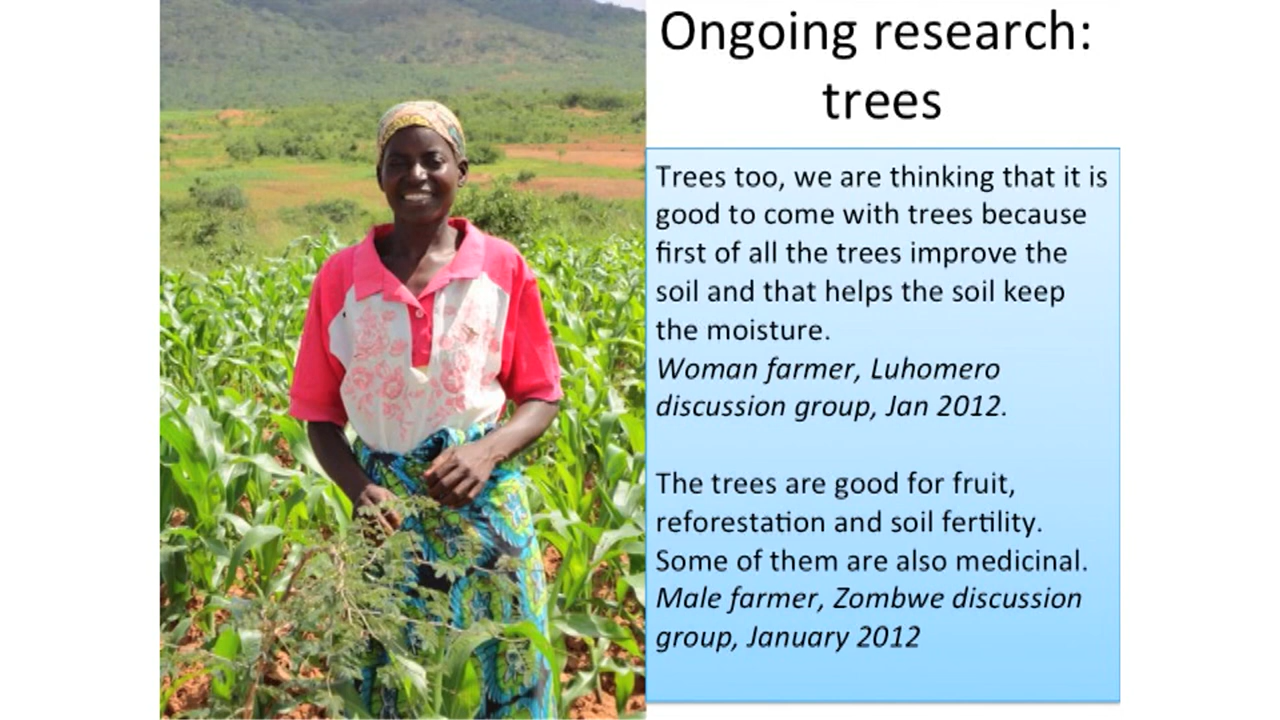 Ongoing research:
trees
Trees too, we are thinking that it is
good to come with trees because
first of all the trees improve the
soil and that helps the soil keep
the moisture.
Woman farmer, Luhomero
discussion group, Jan 2012.
The trees are good for fruit,
reforestation and soil fertility.
Some of them are also medicinal.
Male farmer, Zombwe discussion
group, January 2012